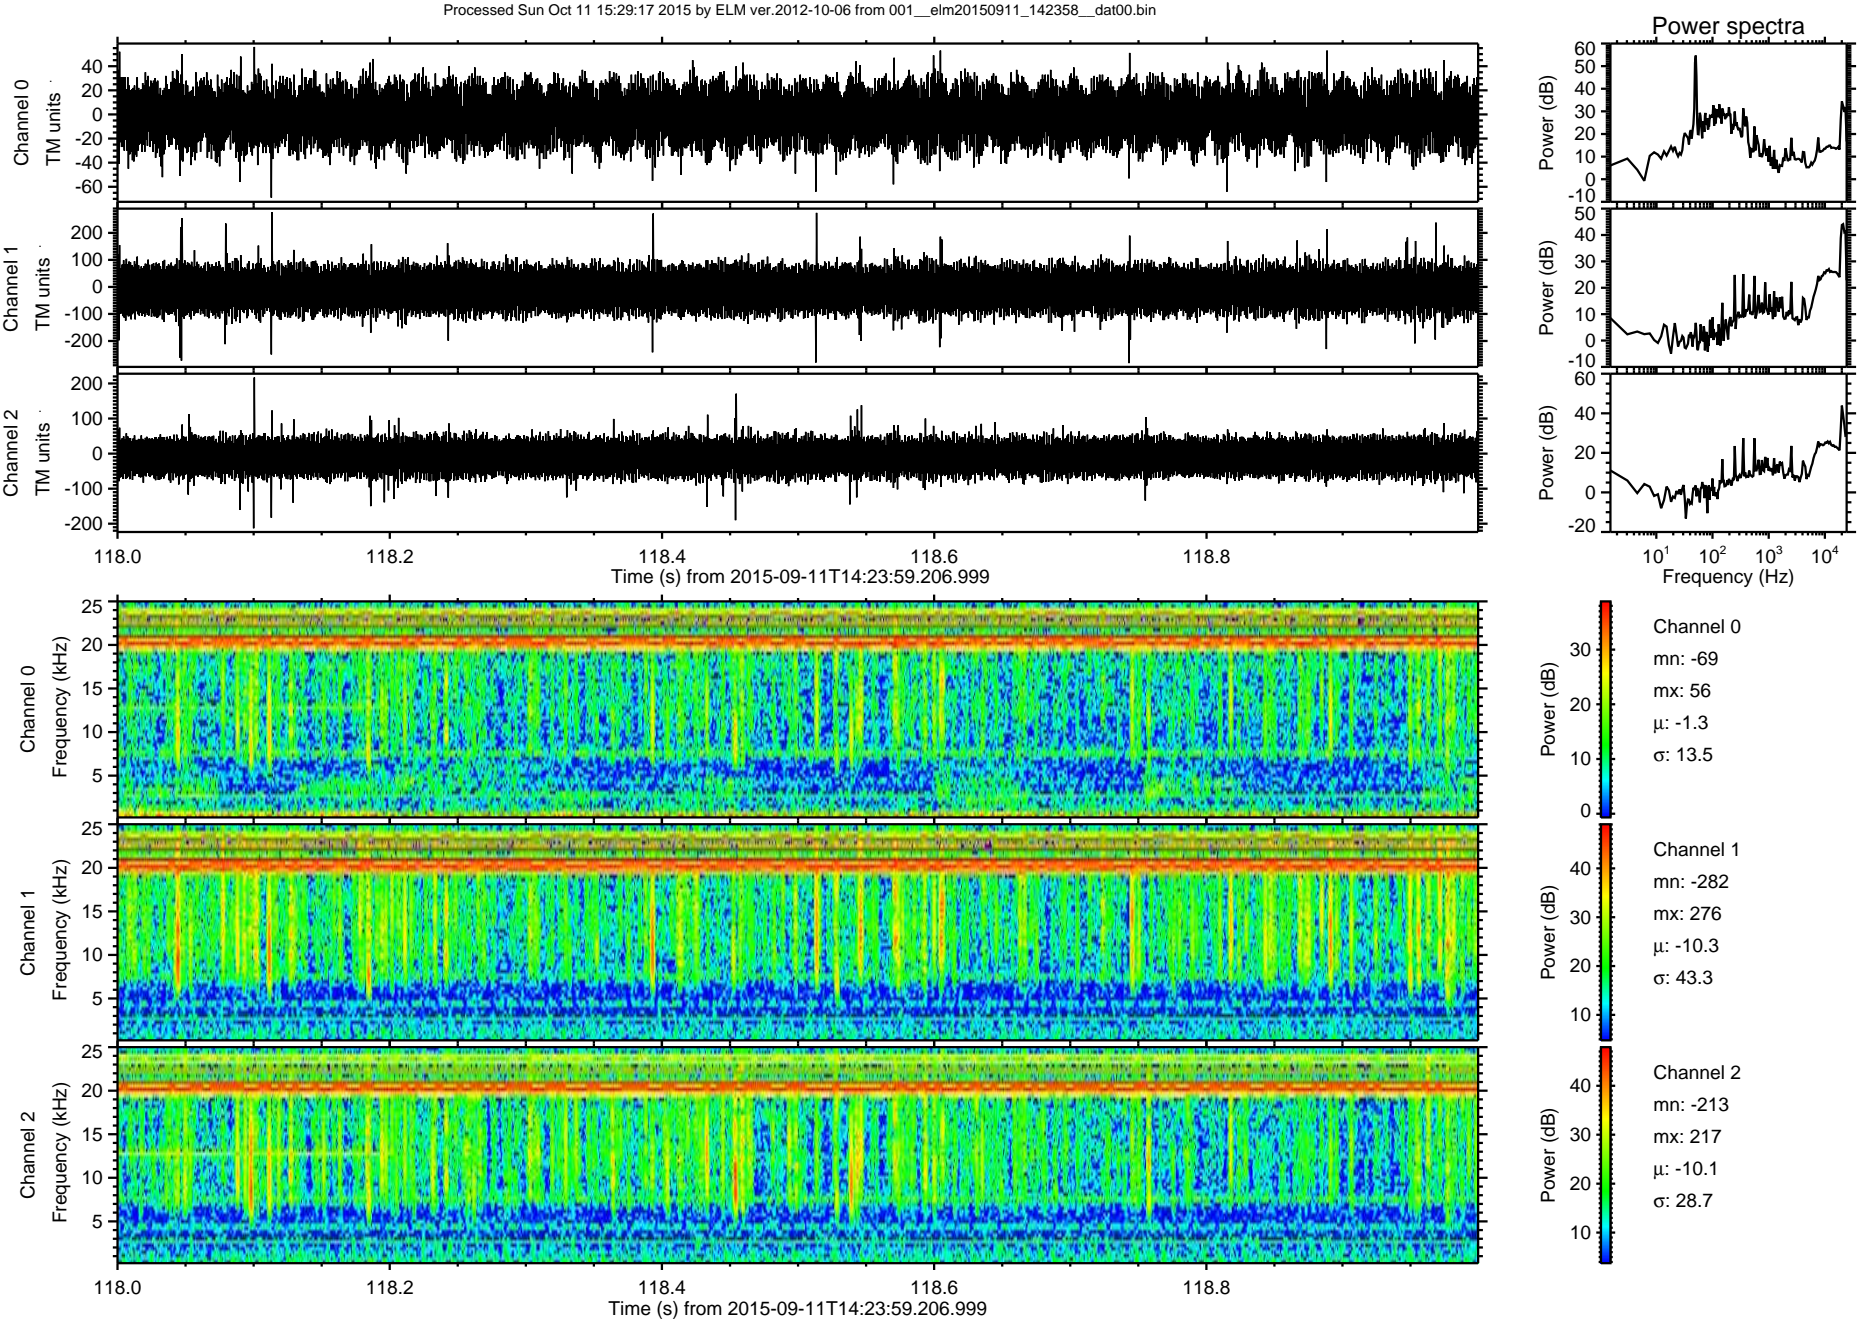 Processed Sun Oct 11 15:29:17 2015 by ELM ver.2012-10-06 from 001__elm20150911_142358__dat00.bin
Power spectra
Channel 0
TM units
40
20
0
-20
-40
-60
Power (dB)
60
50
40
30
20
10
0
-10
Channel 1
TM units
200
100
0
-100
-200
Power (dB)
50
40
30
20
10
0
-10
Channel 2
TM units
200
100
0
-100
-200
Power (dB)
60
40
20
0
-20
118.0 118.2 118.4 118.6 118.8
Time (s) from 2015-09-11T14:23:59.206.999
10¹ 10² 10³ 10⁴
Frequency (Hz)
Channel 0
Frequency (kHz)
25
20
15
10
5
Power (dB)
30
20
10
0
Channel 0
mn: -69
mx: 56
μ: -1.3
σ: 13.5
Channel 1
Frequency (kHz)
25
20
15
10
5
Power (dB)
40
30
20
10
Channel 1
mn: -282
mx: 276
μ: -10.3
σ: 43.3
Channel 2
Frequency (kHz)
25
20
15
10
5
Power (dB)
40
30
20
10
Channel 2
mn: -213
mx: 217
μ: -10.1
σ: 28.7
118.0 118.2 118.4 118.6 118.8
Time (s) from 2015-09-11T14:23:59.206.999